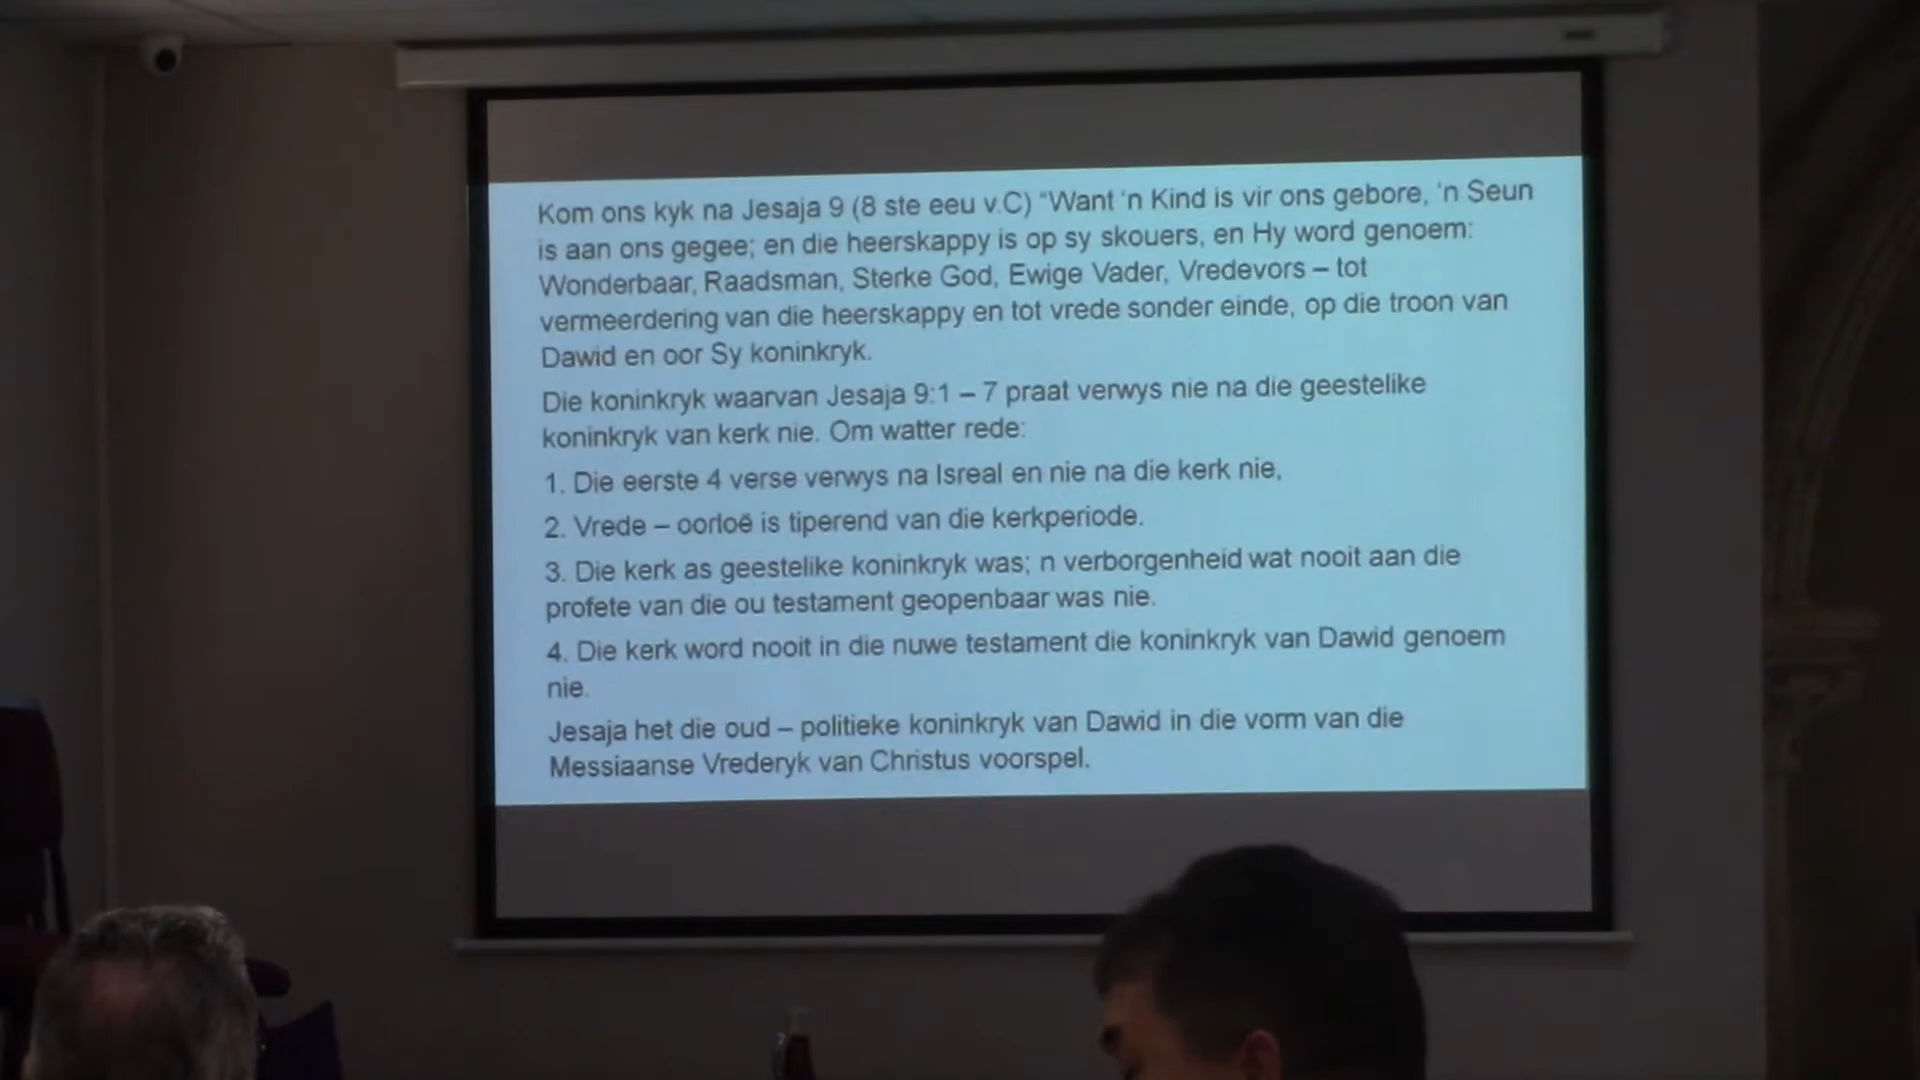 Kom ons kyk na Jesaja 9 (8 ste eeu v.C) “Want ‘n Kind is vir ons gebore, ‘n Seun
is aan ons gegee; en die heerskappy is op sy skouers, en Hy word genoem:
Wonderbaar, Raadsman, Sterke God, Ewige Vader, Vredevors – tot
vermeerdering van die heerskappy en tot vrede sonder einde, op die troon van
Dawid en oor Sy koninkryk.
Die koninkryk waarvan Jesaja 9:1 – 7 praat verwys nie na die geestelike
koninkryk van kerk nie. Om watter rede:
1. Die eerste 4 verse verwys na Isreal en nie na die kerk nie,
2. Vrede – oorloë is tiperend van die kerkperiode.
3. Die kerk as geestelike koninkryk was; n verborgenheid wat nooit aan die
profete van die ou testament geopenbaar was nie.
4. Die kerk word nooit in die nuwe testament die koninkryk van Dawid genoem
nie.
Jesaja het die oud – politieke koninkryk van Dawid in die vorm van die
Messiaanse Vrederyk van Christus voorspel.